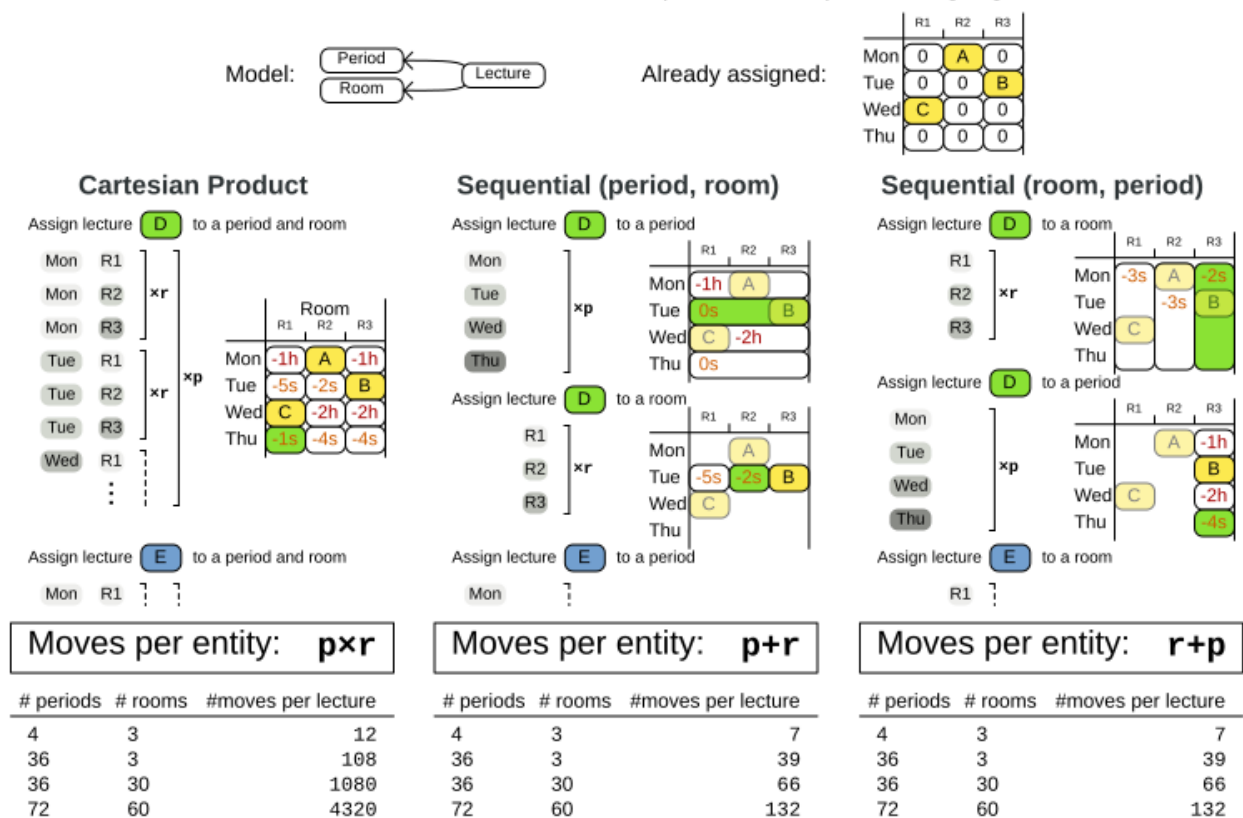 R1 R2 R3
Model: Period Room Lecture
Already assigned:
Mon 0 A 0
Tue 0 0 B
Wed C 0 0
Thu 0 0 0
Cartesian Product
Assign lecture D to a period and room
Mon R1
Mon R2
Mon R3
×r
Tue R1
Tue R2
Tue R3
×r
Wed R1
⋮
×p
Room
R1 R2 R3
Mon -1h A -1h
Tue -5s -2s B
Wed C -2h -2h
Thu -1s -4s -4s
Assign lecture E to a period and room
Mon R1
Moves per entity: p×r
# periods # rooms #moves per lecture
4 3 12
36 3 108
36 30 1080
72 60 4320
Sequential (period, room)
Assign lecture D to a period
Mon
Tue
Wed
Thu
×p
R1 R2 R3
Mon -1h A
Tue 0s B
Wed C -2h
Thu 0s
Assign lecture D to a room
R1
R2
R3
×r
R1 R2 R3
Mon A
Tue -5s -2s B
Wed C
Thu
Assign lecture E to a period
Mon
Moves per entity: p+r
# periods # rooms #moves per lecture
4 3 7
36 3 39
36 30 66
72 60 132
Sequential (room, period)
Assign lecture D to a room
R1
R2
R3
×r
R1 R2 R3
Mon -3s A -2s
Tue -3s B
Wed C
Thu
Assign lecture D to a period
Mon
Tue
Wed
Thu
×p
R1 R2 R3
Mon A -1h
Tue B
Wed C -2h
Thu -4s
Assign lecture E to a room
R1
Moves per entity: r+p
# periods # rooms #moves per lecture
4 3 7
36 3 39
36 30 66
72 60 132